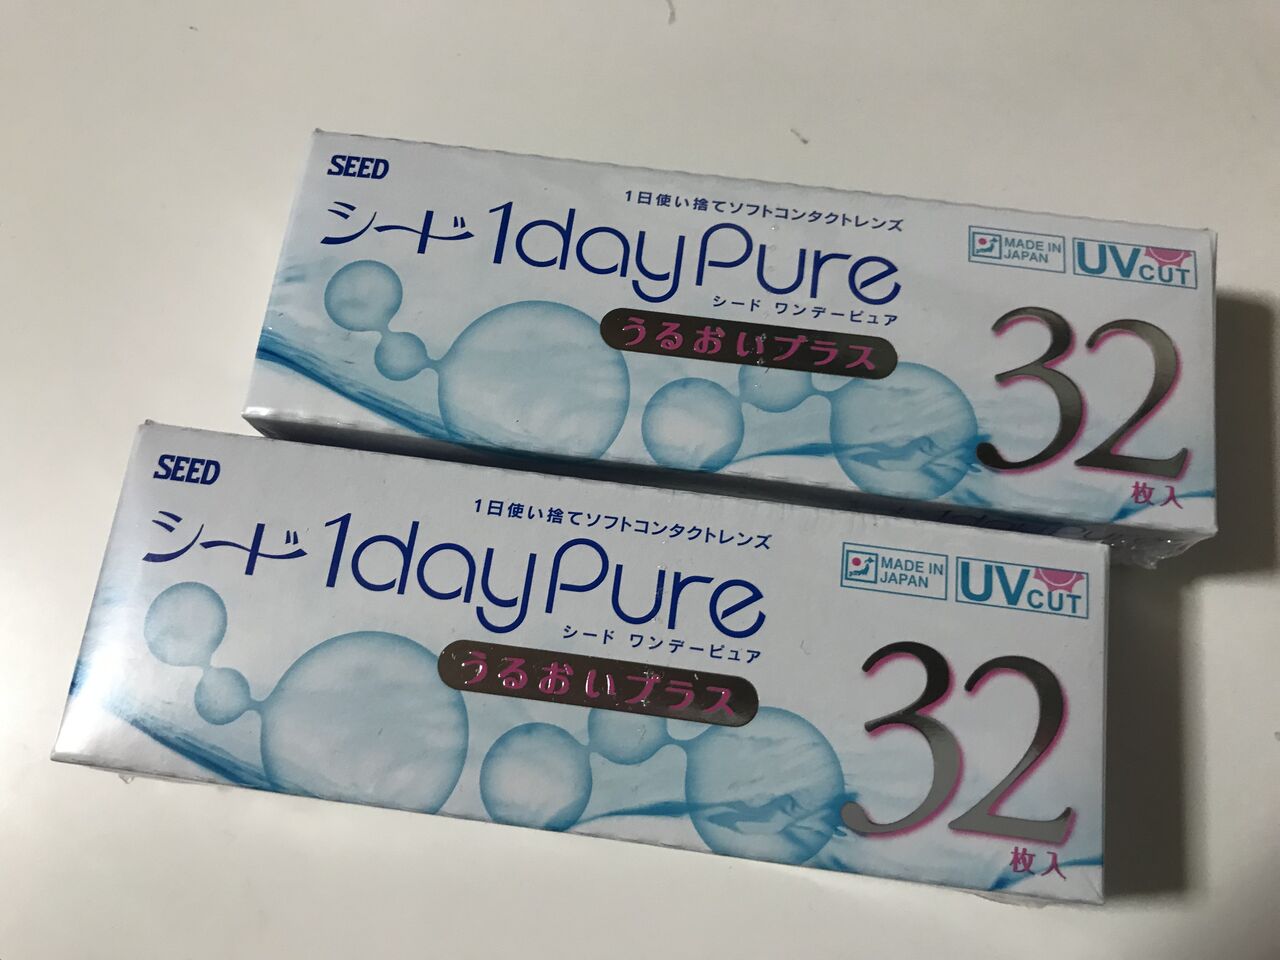 SEED
1日使い捨てソフトコンタクトレンズ
シード 1dayPure
シード ワンデーピュア
うるおいプラス
MADE IN
JAPAN
UV CUT
32
枚入
SEED
1日使い捨てソフトコンタクトレンズ
シード 1dayPure
シード ワンデーピュア
うるおいプラス
MADE IN
JAPAN
UV CUT
32
枚入